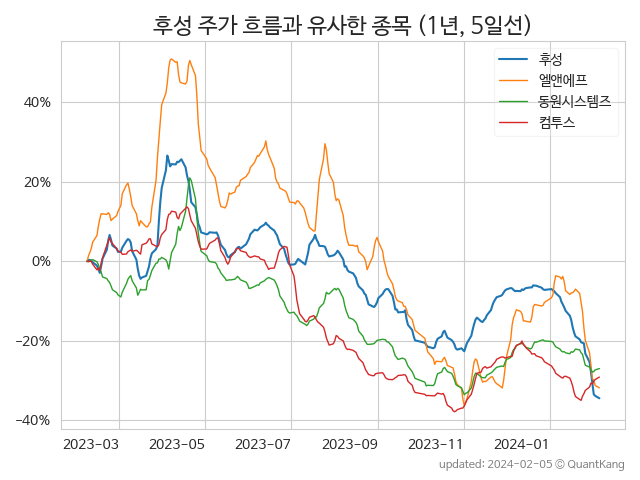 후성 주가 흐름과 유사한 종목 (1년, 5일선)
후성
엘앤에프
동원시스템즈
컴투스
40%
20%
0%
−20%
−40%
2023-03 2023-05 2023-07 2023-09 2023-11 2024-01
updated: 2024-02-05 © QuantKang